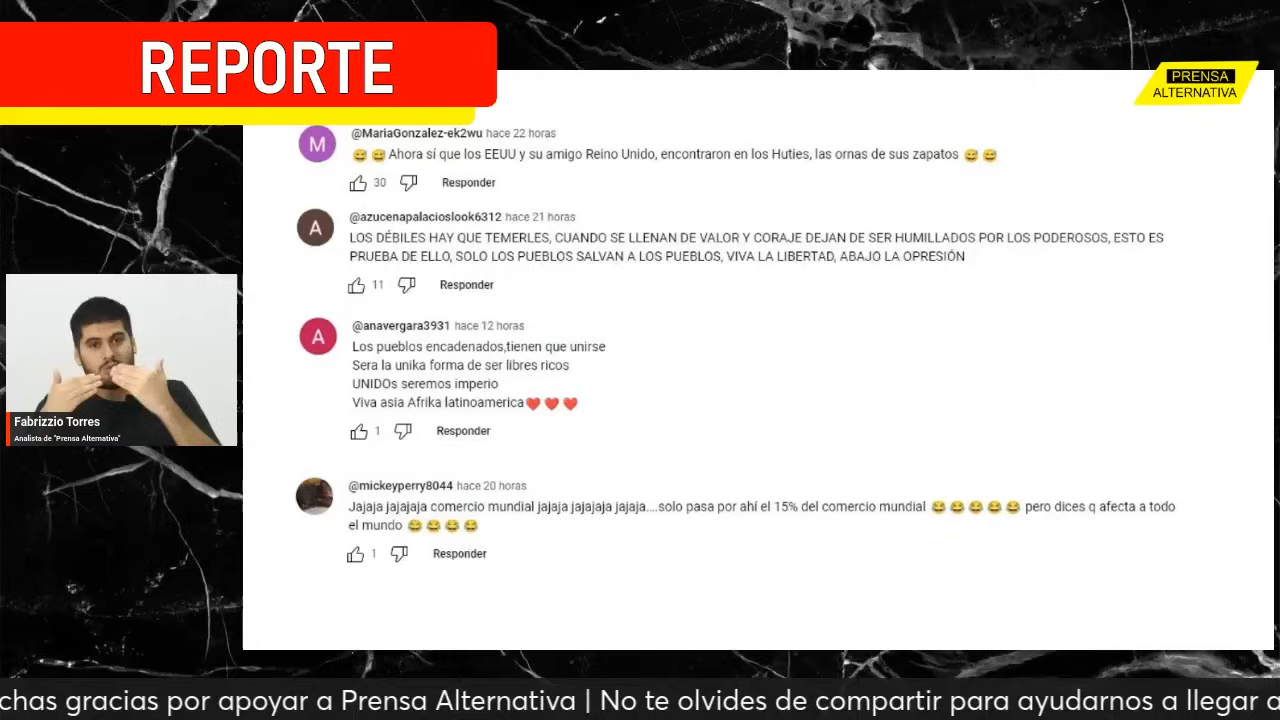 REPORTE
PRENSA
ALTERNATIVA
M
@MariaGonzalez-ek2wu hace 22 horas
Ahora sí que los EEUU y su amigo Reino Unido, encontraron en los Huties, las ornas de sus zapatos
30 Responder
A
@azucenapalacioslook6312 hace 21 horas
LOS DÉBILES HAY QUE TEMERLES, CUANDO SE LLENAN DE VALOR Y CORAJE DEJAN DE SER HUMILLADOS POR LOS PODEROSOS, ESTO ES
PRUEBA DE ELLO, SOLO LOS PUEBLOS SALVAN A LOS PUEBLOS, VIVA LA LIBERTAD, ABAJO LA OPRESIÓN
11 Responder
A
@anavergara3931 hace 12 horas
Los pueblos encadenados,tienen que unirse
Sera la unika forma de ser libres ricos
UNIDOs seremos imperio
Viva asia Afrika latinoamerica
1 Responder
@mickeyperry8044 hace 20 horas
Jajaja jajajaja comercio mundial jajaja jajajaja jajaja....solo pasa por ahí el 15% del comercio mundial 😂😂😂😂😂 pero dices q afecta a todo
el mundo 😂😂😂😂
1 Responder
Fabrizzio Torres
Analista de "Prensa Alternativa"
chas gracias por apoyar a Prensa Alternativa | No te olvides de compartir para ayudarnos a llegar a